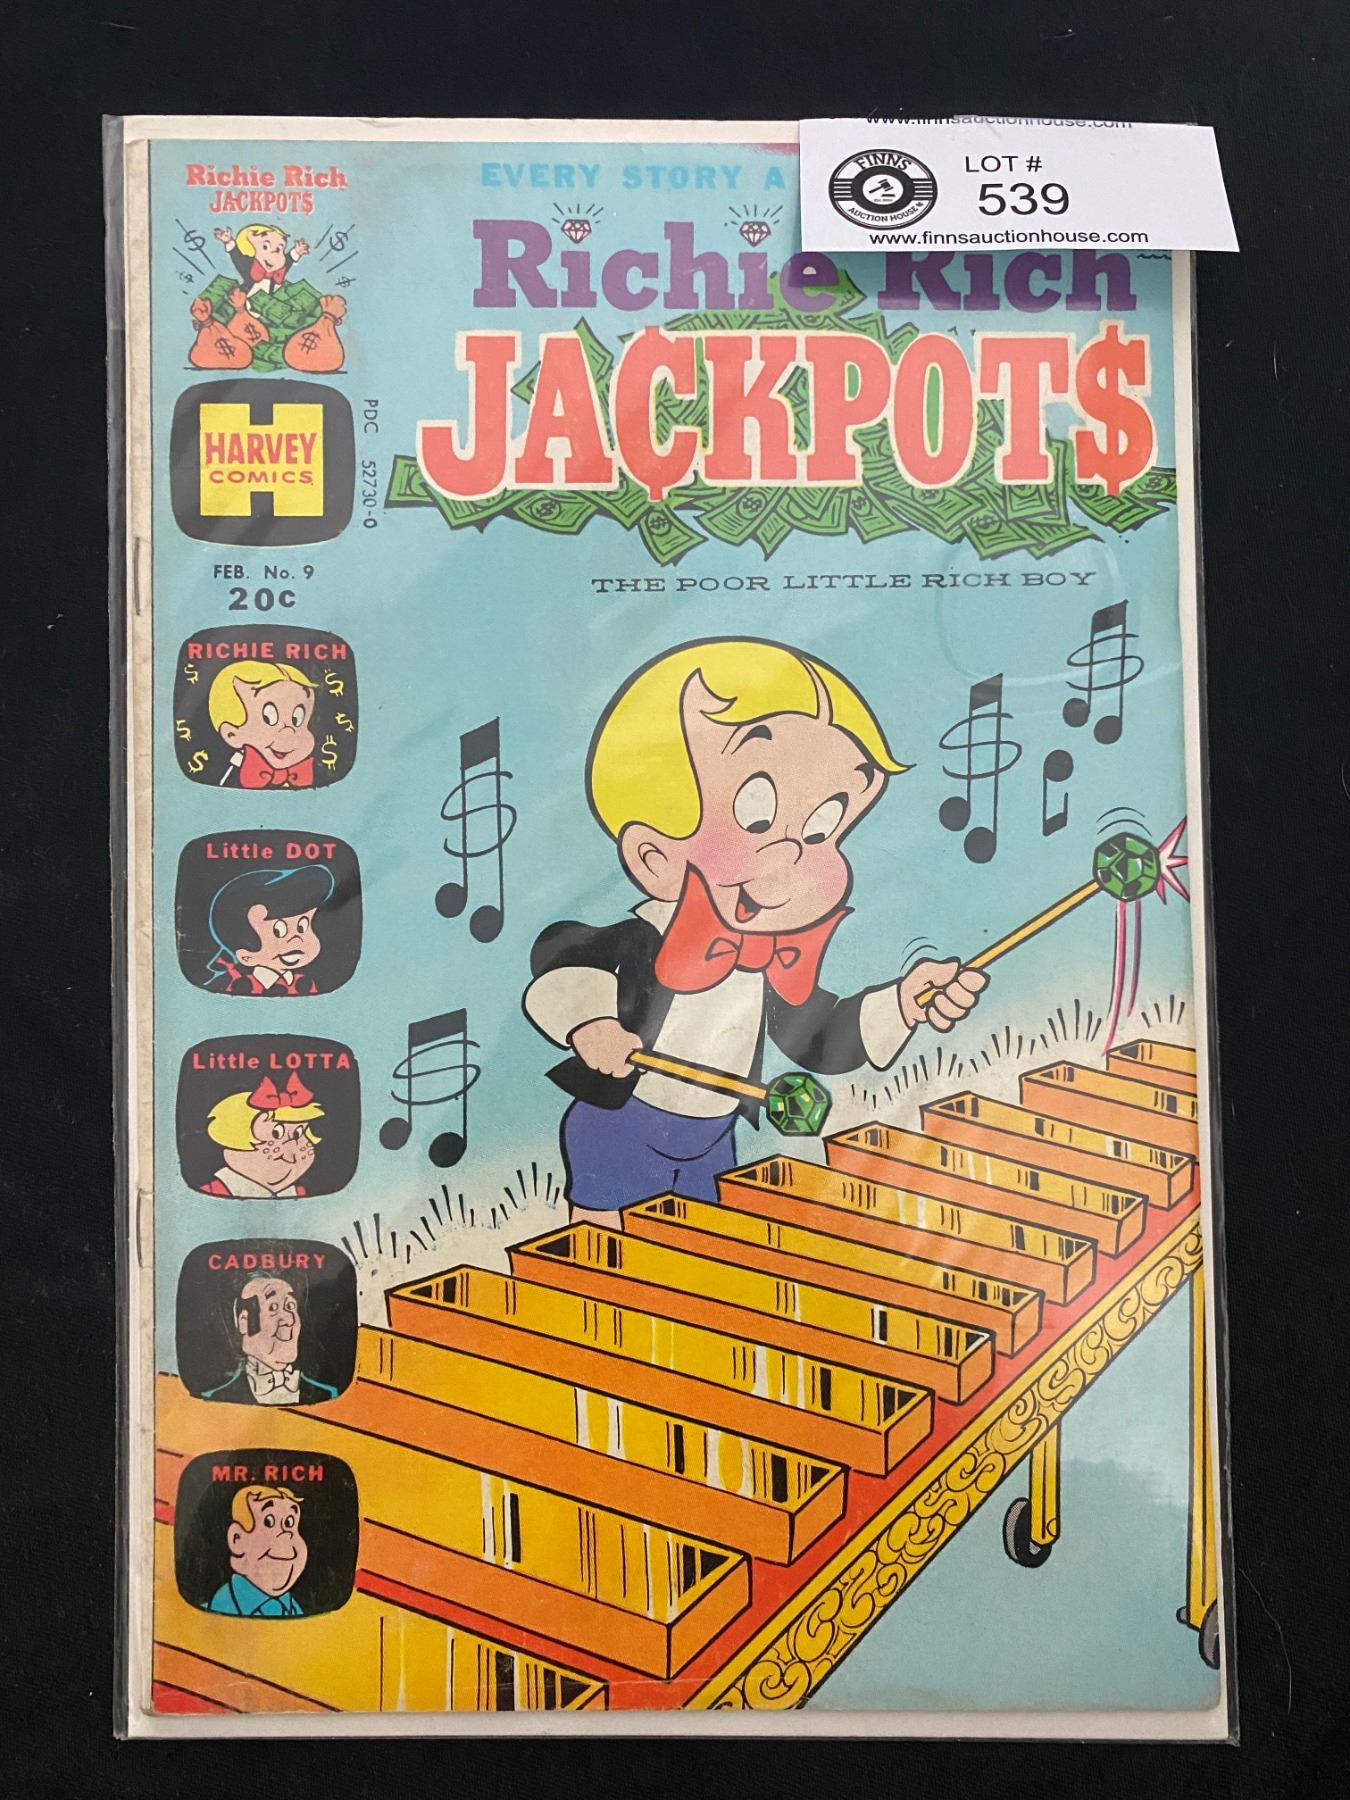 www.finnsauctionhouse.com
FINNS
AUCTION HOUSE
LOT #
539
www.finnsauctionhouse.com
Richie Rich
JACKPOT$
EVERY STORY A
Richie Rich
JA¢KPOT$
HARVEY
COMICS
PDC 52730-0
FEB. No. 9
20c
THE POOR LITTLE RICH BOY
RICHIE RICH
Little DOT
Little LOTTA
CADBURY
MR. RICH